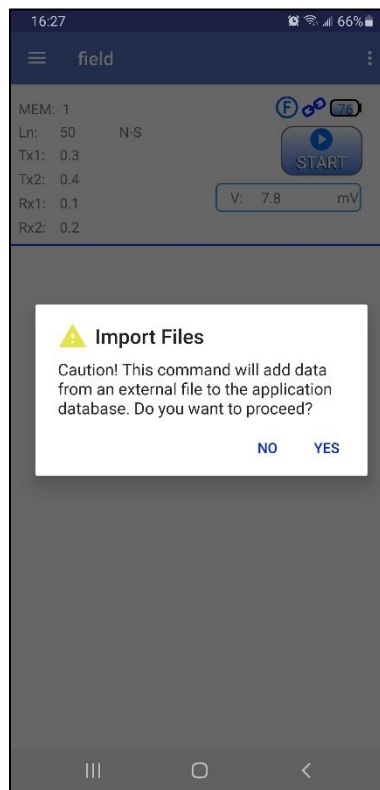 16:27 66%
field
MEM: 1 F 76
Ln: 50 N-S
START
Tx1: 0.3
Tx2: 0.4
Rx1: 0.1 V: 7.8 mV
Rx2: 0.2
Import Files
Caution! This command will add data
from an external file to the application
database. Do you want to proceed?
NO YES